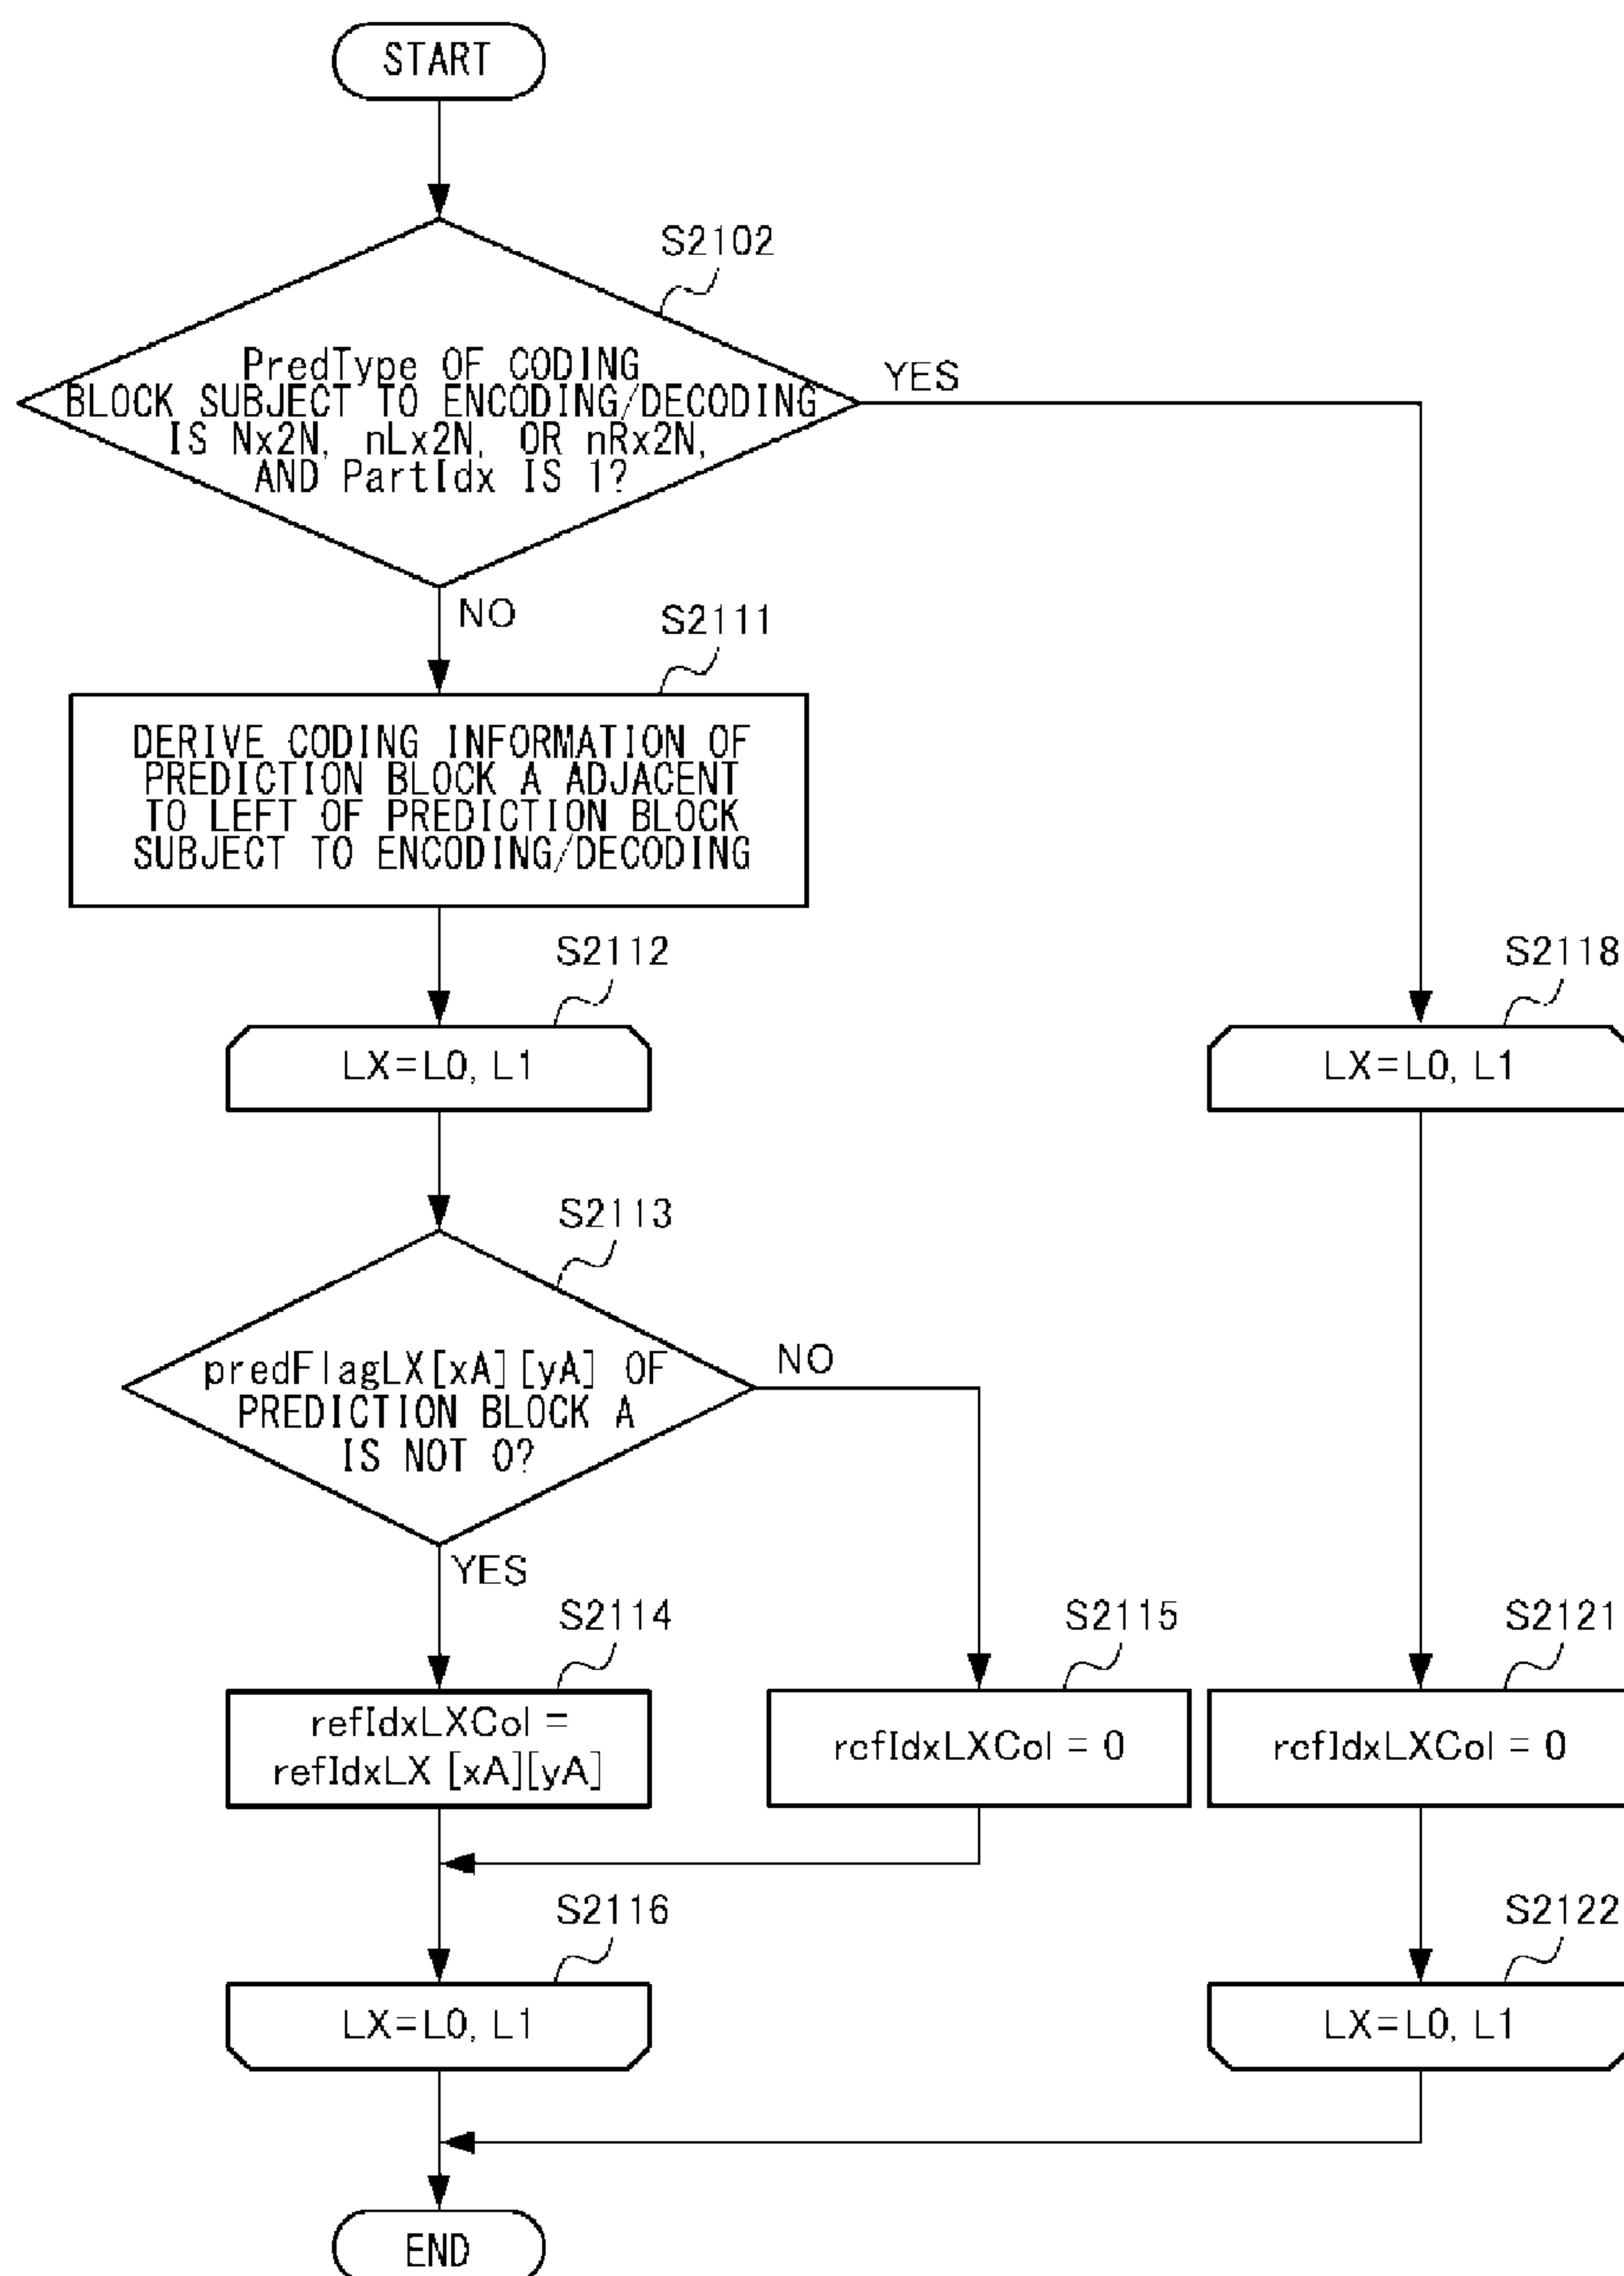 START
S2102
PredType OF CODING
BLOCK SUBJECT TO ENCODING/DECODING
IS Nx2N, nLx2N, OR nRx2N,
AND PartIdx IS 1?
YES
NO
S2111
DERIVE CODING INFORMATION OF
PREDICTION BLOCK A ADJACENT
TO LEFT OF PREDICTION BLOCK
SUBJECT TO ENCODING/DECODING
S2112
LX=L0, L1
S2118
LX=L0, L1
S2113
predFlagLX[xA][yA] OF
PREDICTION BLOCK A
IS NOT 0?
NO
YES
S2114
refIdxLXCol =
refIdxLX [xA][yA]
S2115
refIdxLXCol = 0
S2121
refIdxLXCol = 0
S2116
LX=L0, L1
S2122
LX=L0, L1
END